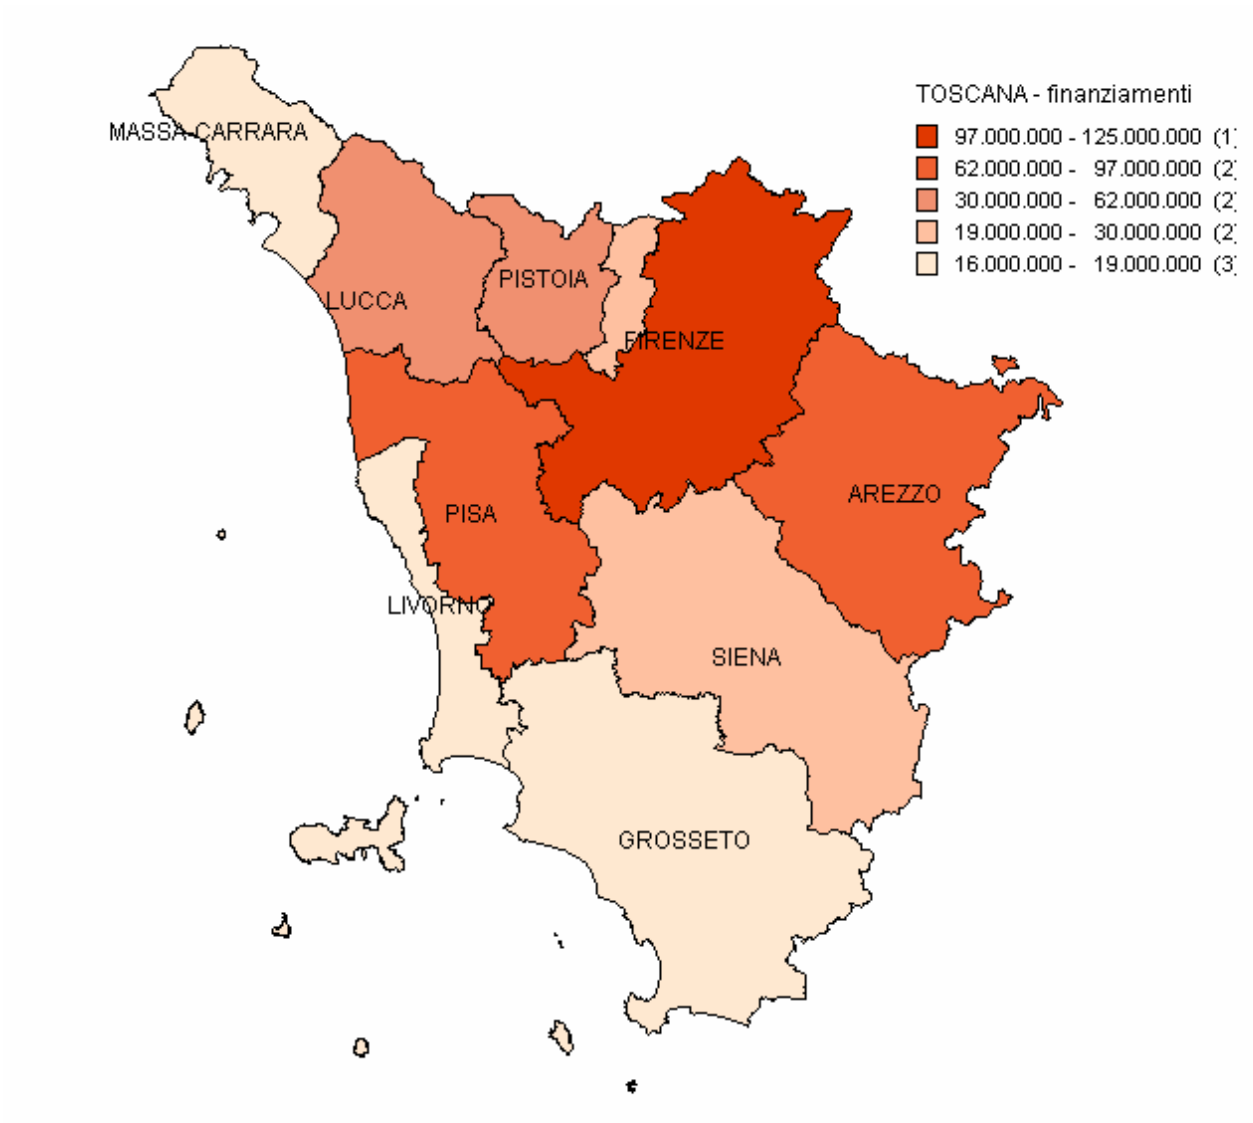 TOSCANA - finanziamenti
97.000.000 - 125.000.000 (1)
62.000.000 - 97.000.000 (2)
30.000.000 - 62.000.000 (2)
19.000.000 - 30.000.000 (2)
16.000.000 - 19.000.000 (3)
MASSA-CARRARA
LUCCA
PISTOIA
FIRENZE
AREZZO
PISA
LIVORNO
SIENA
GROSSETO